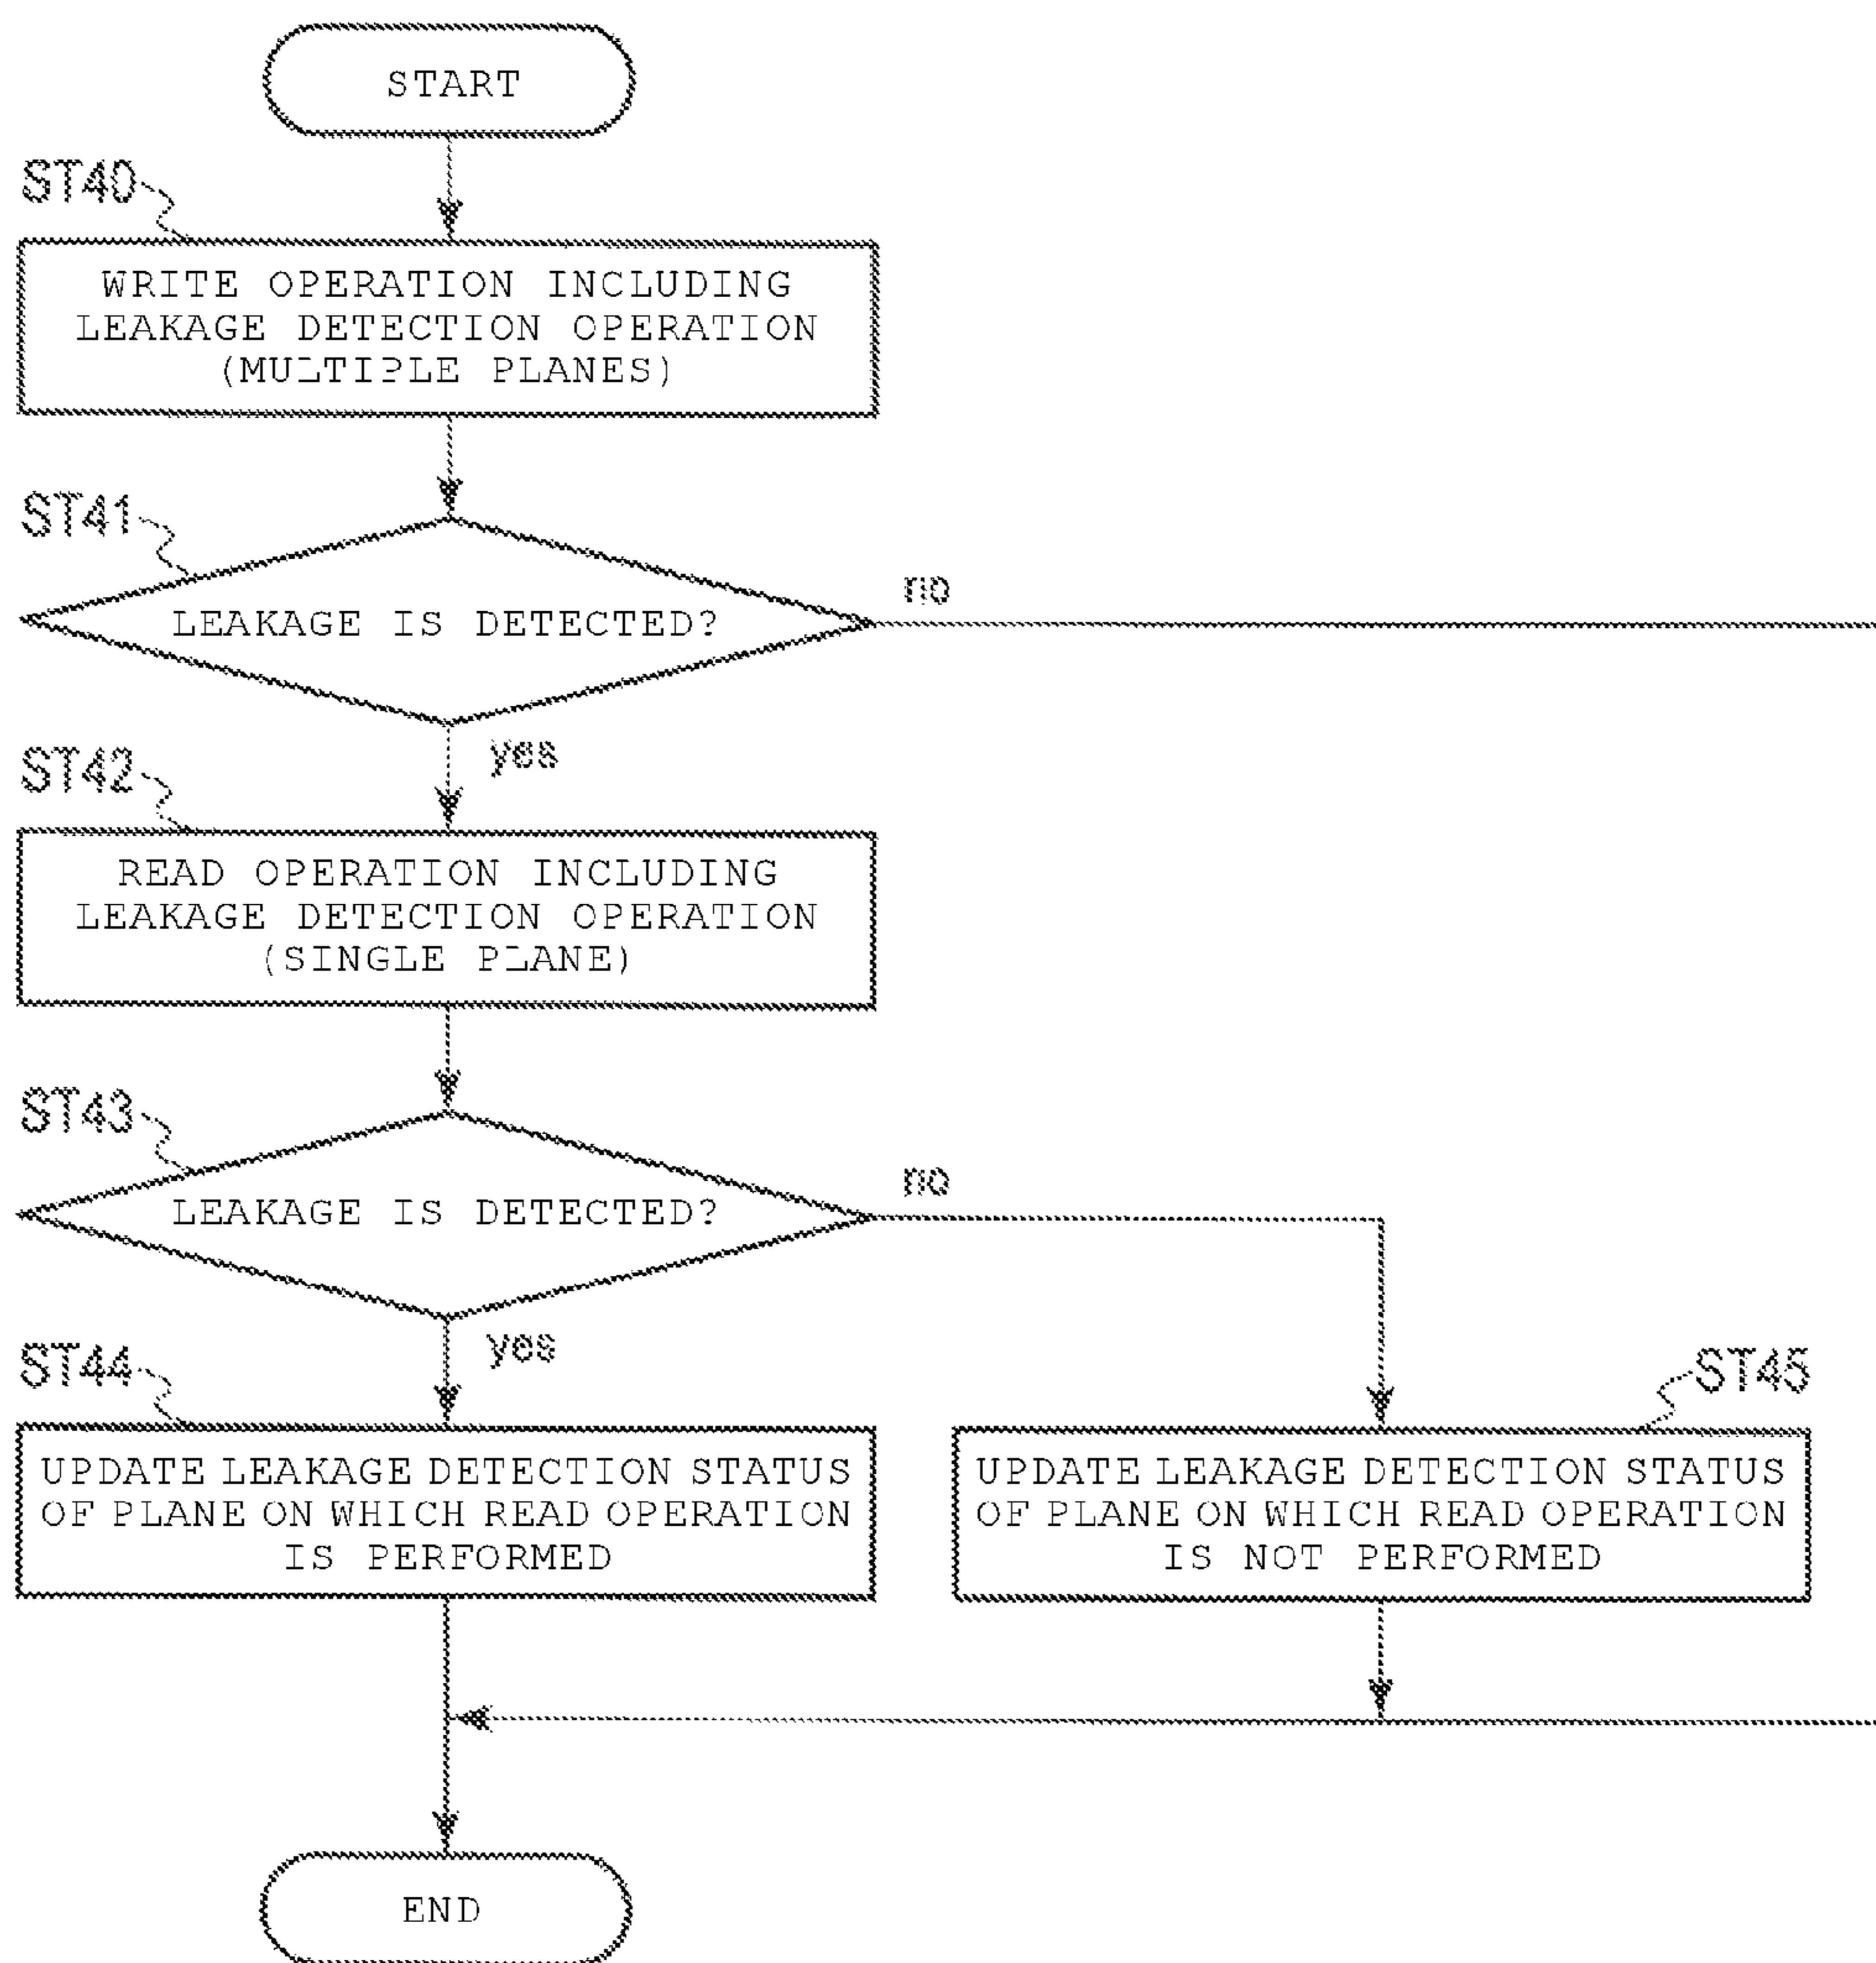 START
ST40
WRITE OPERATION INCLUDING
LEAKAGE DETECTION OPERATION
(MULTIPLE PLANES)
ST41
LEAKAGE IS DETECTED?
no
yes
ST42
READ OPERATION INCLUDING
LEAKAGE DETECTION OPERATION
(SINGLE PLANE)
ST43
LEAKAGE IS DETECTED?
no
yes
ST44
UPDATE LEAKAGE DETECTION STATUS
OF PLANE ON WHICH READ OPERATION
IS PERFORMED
ST45
UPDATE LEAKAGE DETECTION STATUS
OF PLANE ON WHICH READ OPERATION
IS NOT PERFORMED
END